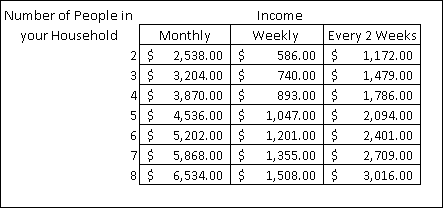 Number of People in Income
your Household Monthly Weekly Every 2 Weeks
2 $ 2,538.00 $ 586.00 $ 1,172.00
3 $ 3,204.00 $ 740.00 $ 1,479.00
4 $ 3,870.00 $ 893.00 $ 1,786.00
5 $ 4,536.00 $ 1,047.00 $ 2,094.00
6 $ 5,202.00 $ 1,201.00 $ 2,401.00
7 $ 5,868.00 $ 1,355.00 $ 2,709.00
8 $ 6,534.00 $ 1,508.00 $ 3,016.00